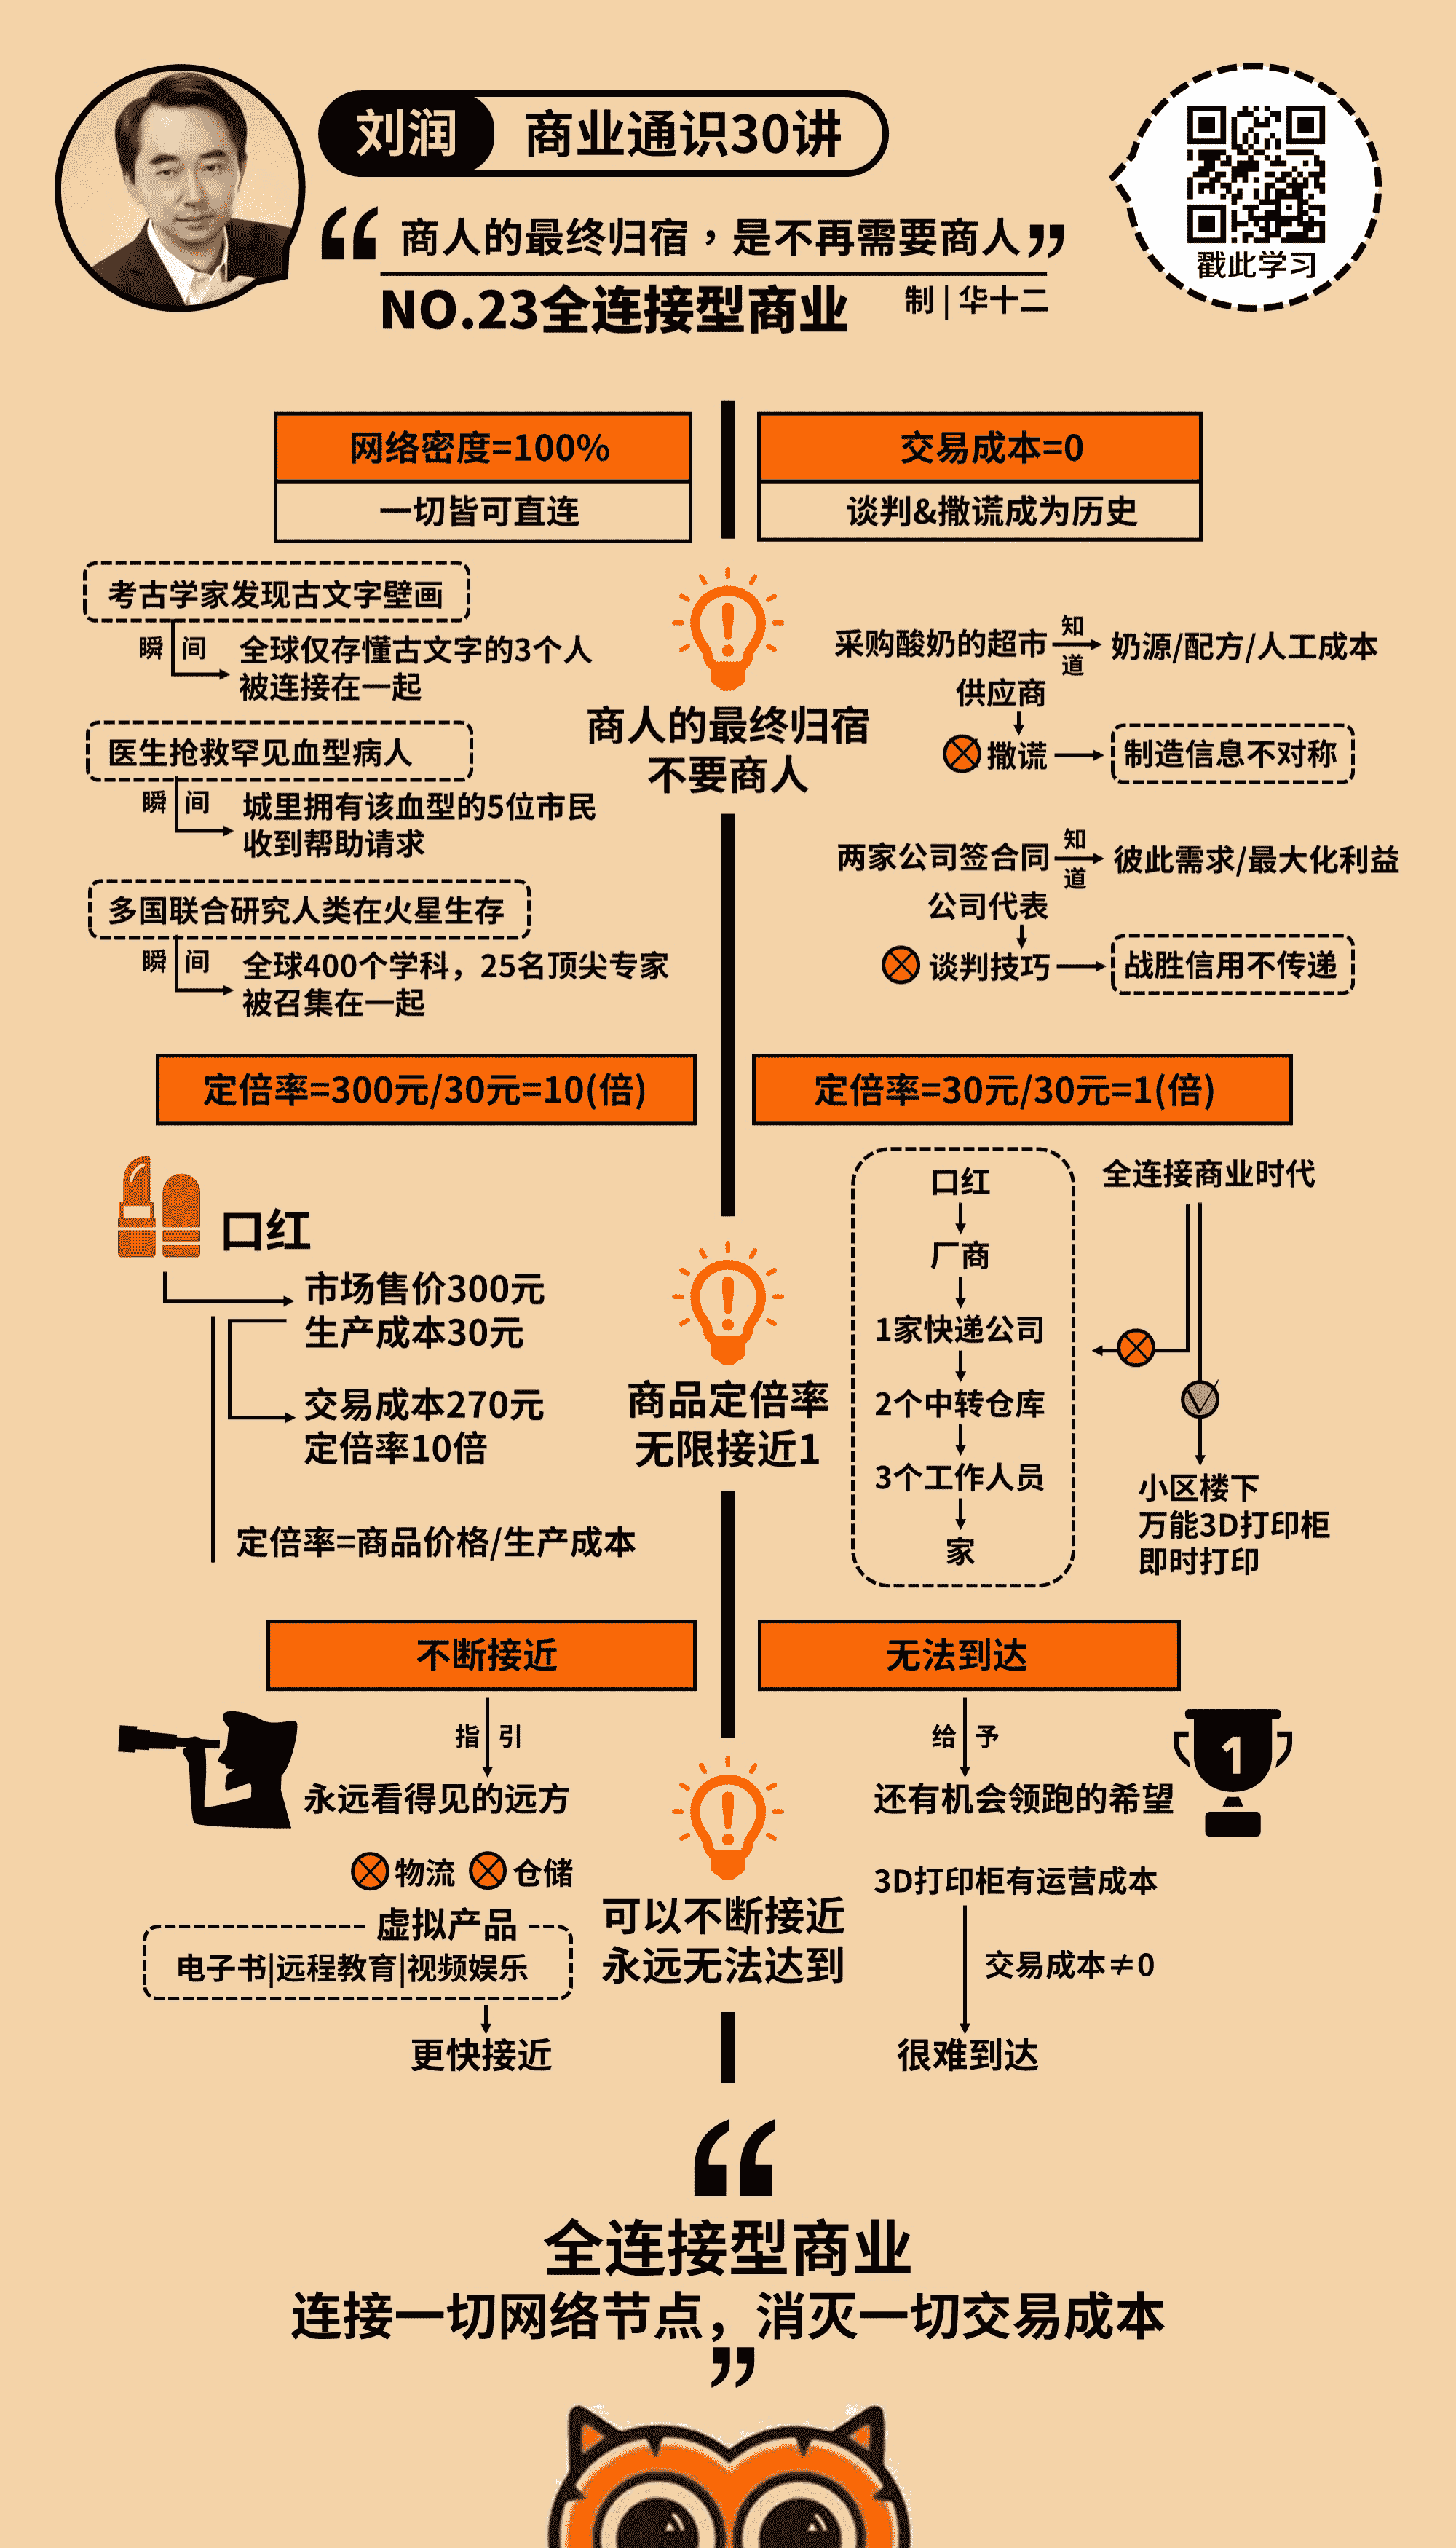 刘润 商业通识30讲
“商人的最终归宿，是不再需要商人”
NO.23全连接型商业
制|华十二
戳此学习
网络密度=100%
一切皆可直连
交易成本=0
谈判&撒谎成为历史
考古学家发现古文字壁画
瞬间
全球仅存懂古文字的3个人
被连接在一起
医生抢救罕见血型病人
瞬间
城里拥有该血型的5位市民
收到帮助请求
多国联合研究人类在火星生存
瞬间
全球400个学科，25名顶尖专家
被召集在一起
商人的最终归宿
不要商人
采购酸奶的超市
知道
奶源/配方/人工成本
供应商
撒谎
制造信息不对称
两家公司签合同
知道
彼此需求/最大化利益
公司代表
谈判技巧
战胜信用不传递
定倍率=300元/30元=10(倍)
定倍率=30元/30元=1(倍)
口红
市场售价300元
生产成本30元
交易成本270元
定倍率10倍
定倍率=商品价格/生产成本
商品定倍率
无限接近1
口红
厂商
1家快递公司
2个中转仓库
3个工作人员
家
全连接商业时代
小区楼下
万能3D打印柜
即时打印
不断接近
无法到达
指引
永远看得见的远方
物流
仓储
虚拟产品
电子书|远程教育|视频娱乐
更快接近
可以不断接近
永远无法达到
给予
还有机会领跑的希望
1
3D打印柜有运营成本
交易成本≠0
很难到达
“
全连接型商业
连接一切网络节点，消灭一切交易成本
”